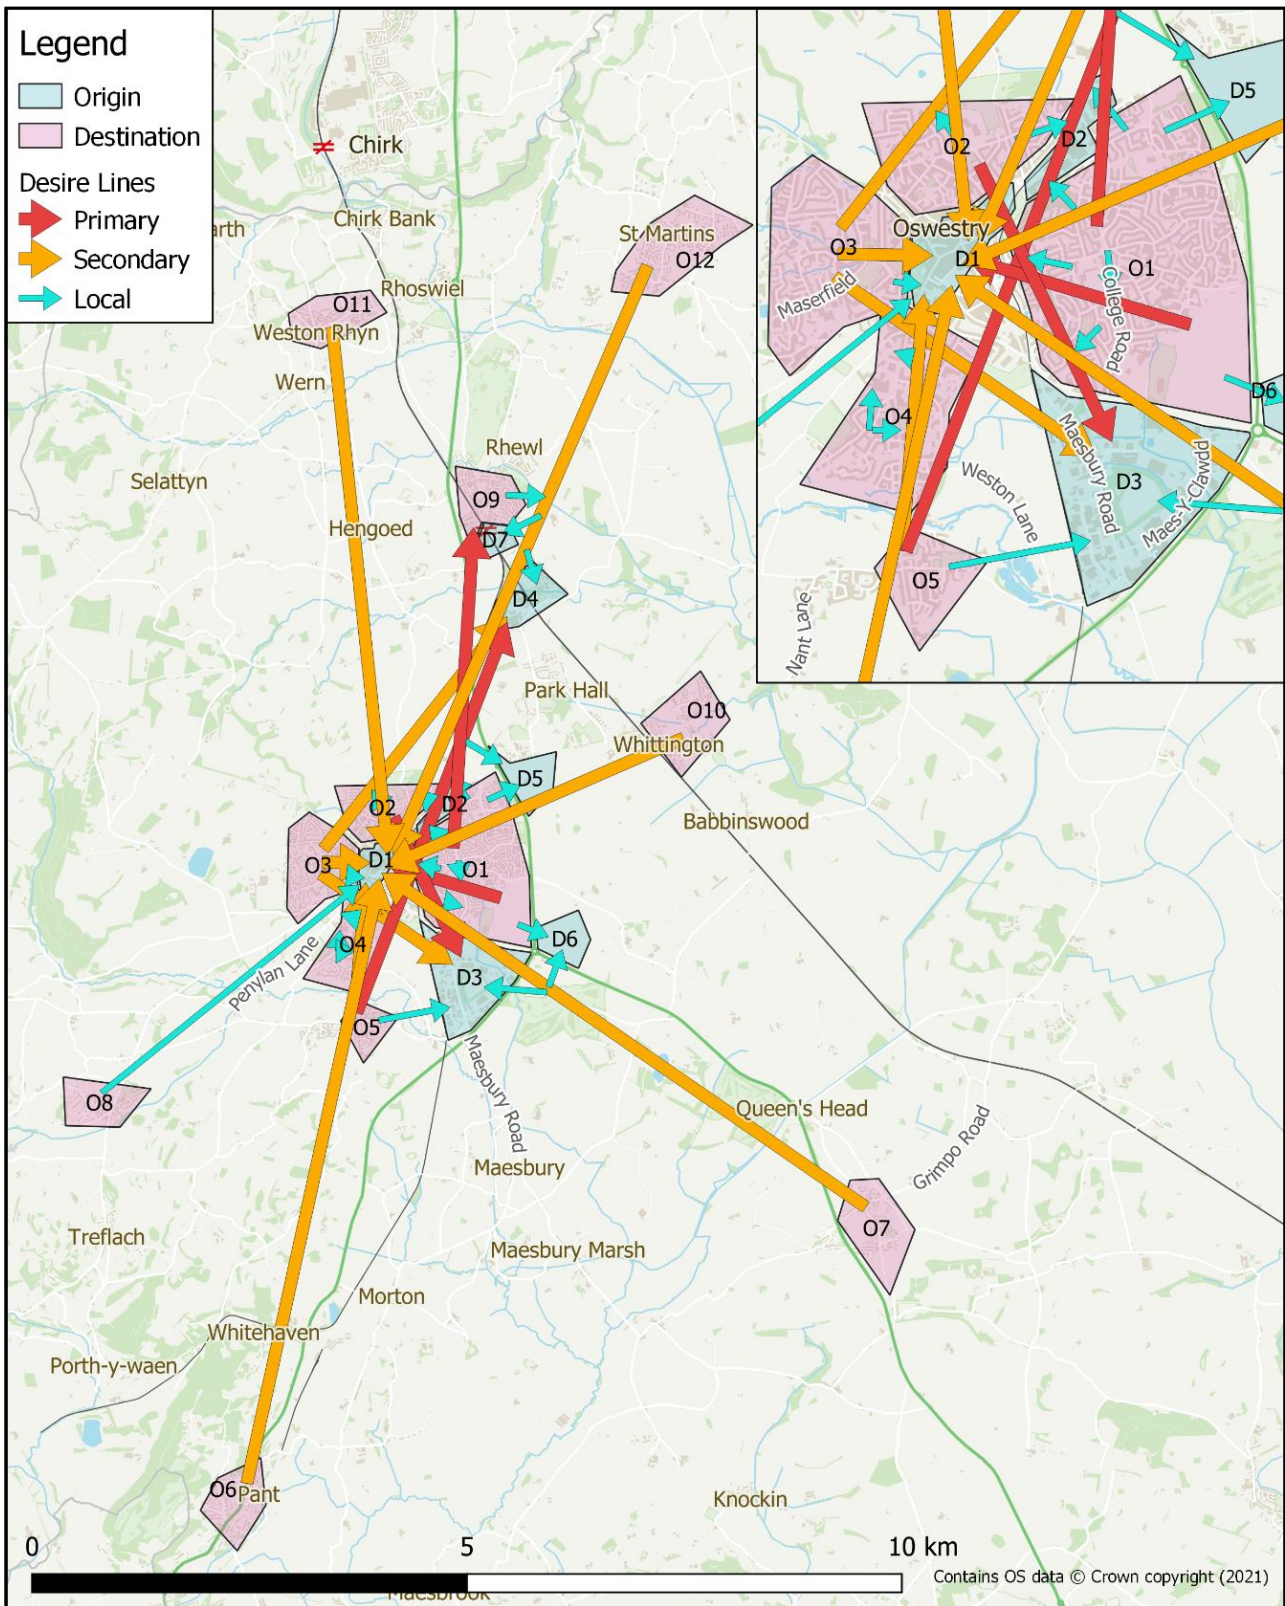 Legend
Origin
Destination
Desire Lines
Primary
Secondary
Local
Chirk
Chirk Bank
arth
St Martins
O12
Rhoswiel
O11
Weston Rhyn
Wern
Rhewl
Selattyn
O9
Hengoed
D7
D4
Park Hall
O10
Whittington
D5
O2
D2
Babbinswood
D1
O3
O1
O4
D6
Penylan Lane
D3
O5
Maesbury Road
O8
Queen's Head
Grimpo Road
Maesbury
O7
Treflach
Maesbury Marsh
Morton
Whitehaven
Porth-y-waen
O6
Pant
Knockin
0
5
10 km
Contains OS data © Crown copyright (2021)
Maesbrook
D5
D2
O2
Oswestry
O3
D1
O1
Maserfield
College Road
D6
O4
Maesbury Road
Weston Lane
D3
Maes-Y-Clawdd
O5
Nant Lane